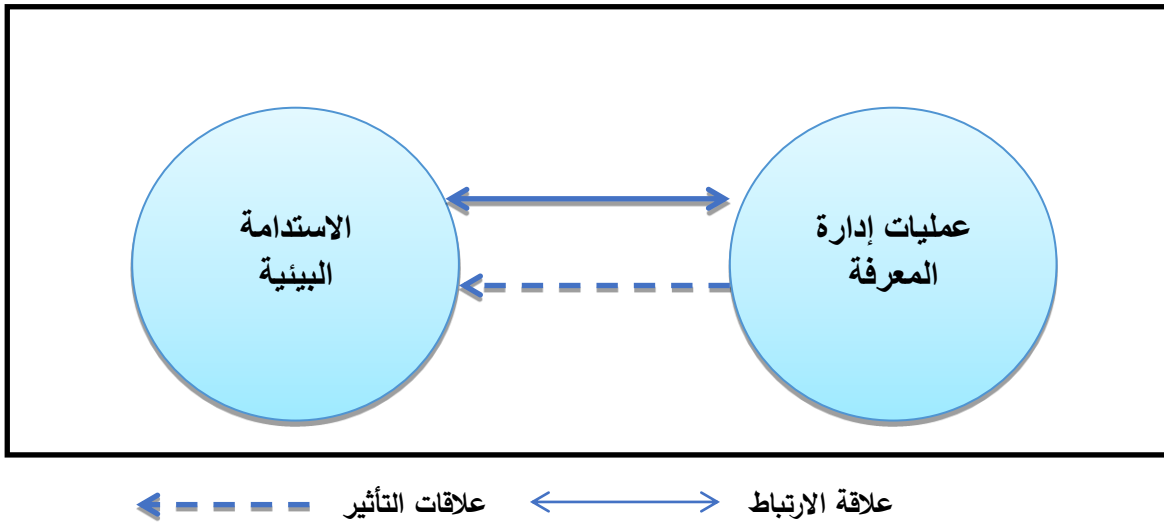 عمليات إدارة
المعرفة
الاستدامة
البيئية
علاقة الارتباط
علاقات التأثير